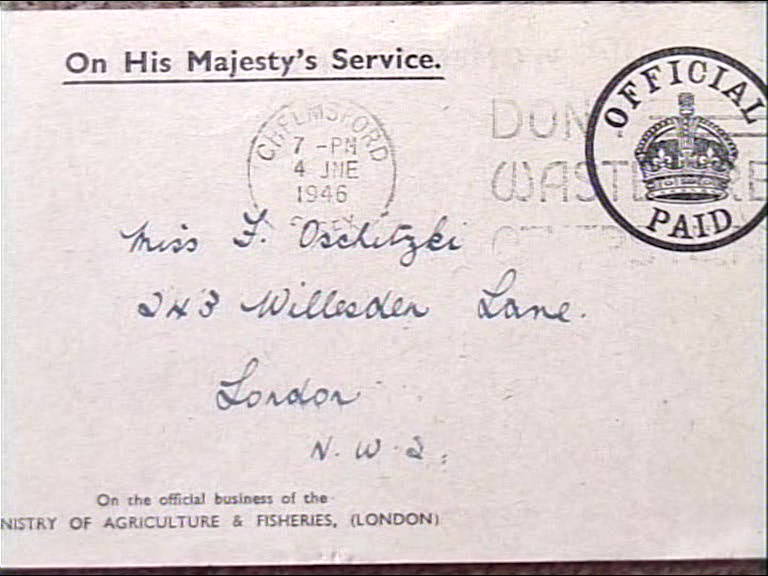 On His Majesty's Service.
OFFICIAL PAID
CHELMSFORD
7 - PM
4 JNE
1946
DON
WAST
Miss F. Oschitzki
243 Willesden Lane.
London
N. W. 2.
On the official business of the
NISTRY OF AGRICULTURE & FISHERIES, (LONDON)